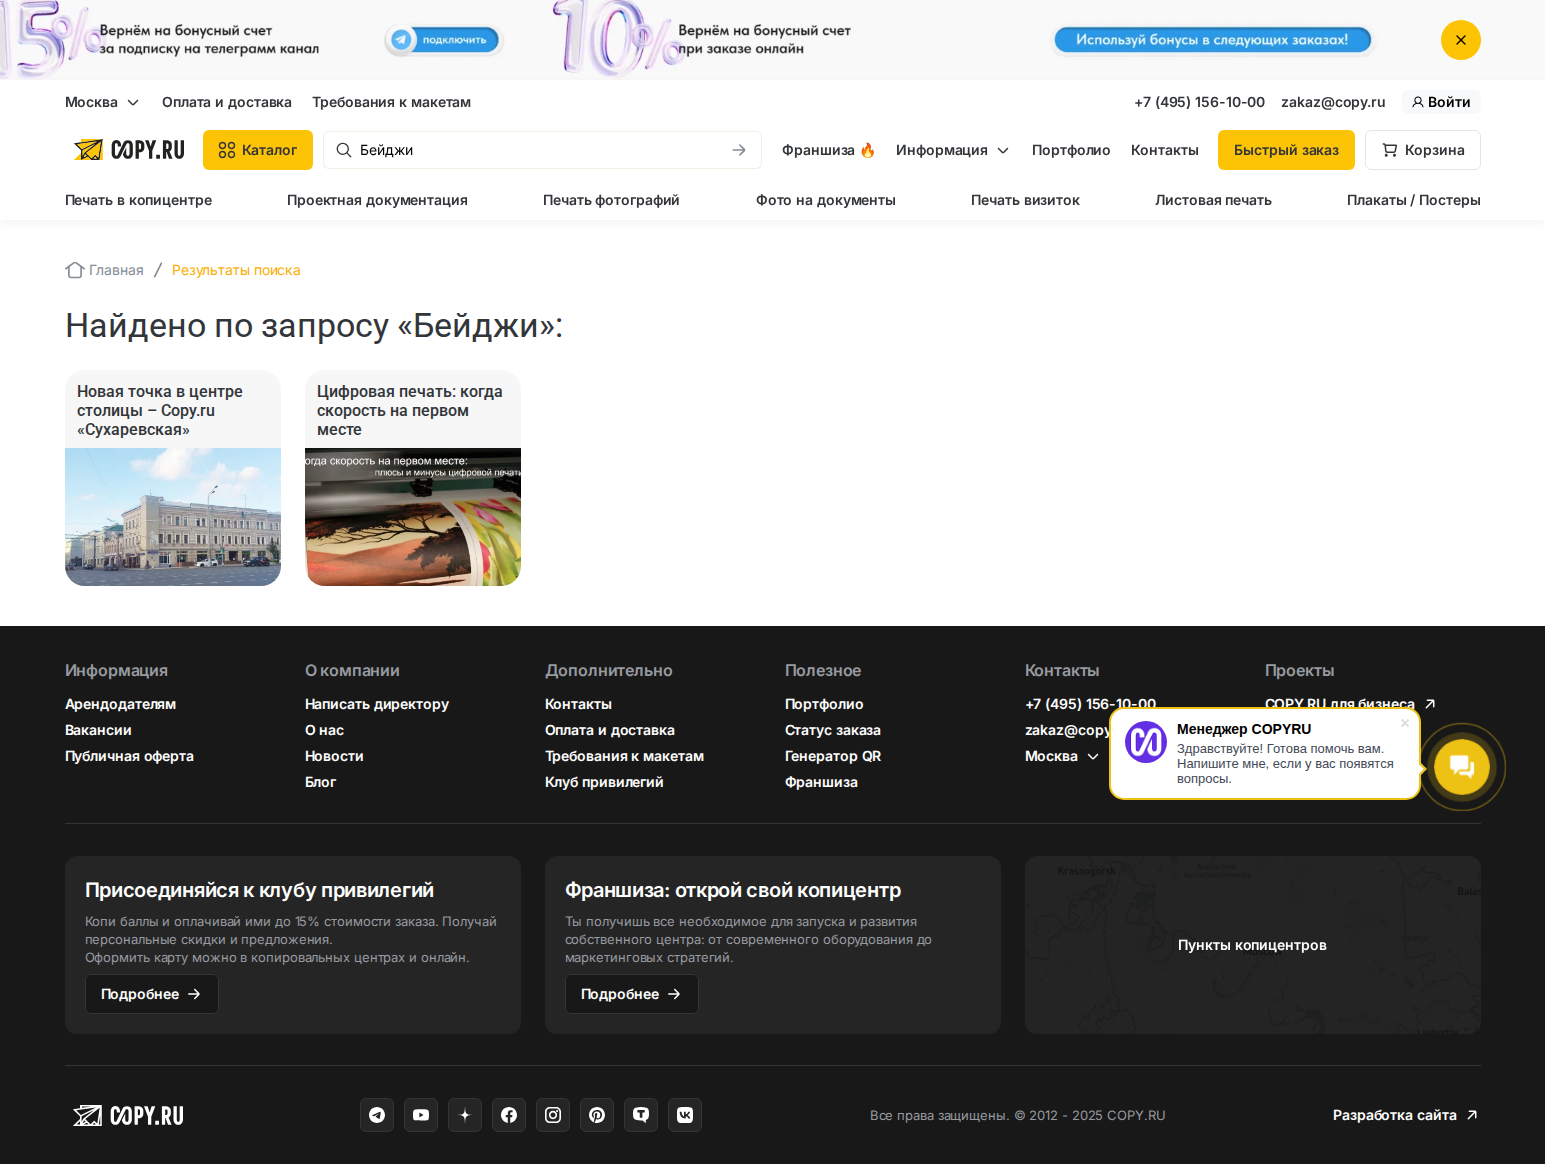 15%
Вернём на бонусный счет
за подписку на телеграмм канал
подключить
10%
Вернём на бонусный счет
при заказе онлайн
Используй бонусы в следующих заказах!
Москва
Оплата и доставка
Требования к макетам
+7 (495) 156-10-00
zakaz@copy.ru
Войти
COPY.RU
Каталог
Бейджи
Франшиза 🔥
Информация
Портфолио
Контакты
Быстрый заказ
Корзина
Печать в копицентре
Проектная документация
Печать фотографий
Фото на документы
Печать визиток
Листовая печать
Плакаты / Постеры
Главная / Результаты поиска
Найдено по запросу «Бейджи»:
Новая точка в центре
столицы – Copy.ru
«Сухаревская»
Цифровая печать: когда
скорость на первом
месте
огда скорость на первом месте:
плюсы и минусы цифровой печати
Информация
Арендодателям
Вакансии
Публичная оферта
О компании
Написать директору
О нас
Новости
Блог
Дополнительно
Контакты
Оплата и доставка
Требования к макетам
Клуб привилегий
Полезное
Портфолио
Статус заказа
Генератор QR
Франшиза
Контакты
+7 (495) 156-10-00
zakaz@copy
Москва
Проекты
COPY.RU для бизнеса
Менеджер COPYRU
Здравствуйте! Готова помочь вам.
Напишите мне, если у вас появятся
вопросы.
Присоединяйся к клубу привилегий
Копи баллы и оплачивай ими до 15% стоимости заказа. Получай
персональные скидки и предложения.
Оформить карту можно в копировальных центрах и онлайн.
Подробнее
Франшиза: открой свой копицентр
Ты получишь все необходимое для запуска и развития
собственного центра: от современного оборудования до
маркетинговых стратегий.
Подробнее
Krasnogorsk
Пункты копицентров
COPY.RU
Все права защищены. © 2012 - 2025 COPY.RU
Разработка сайта